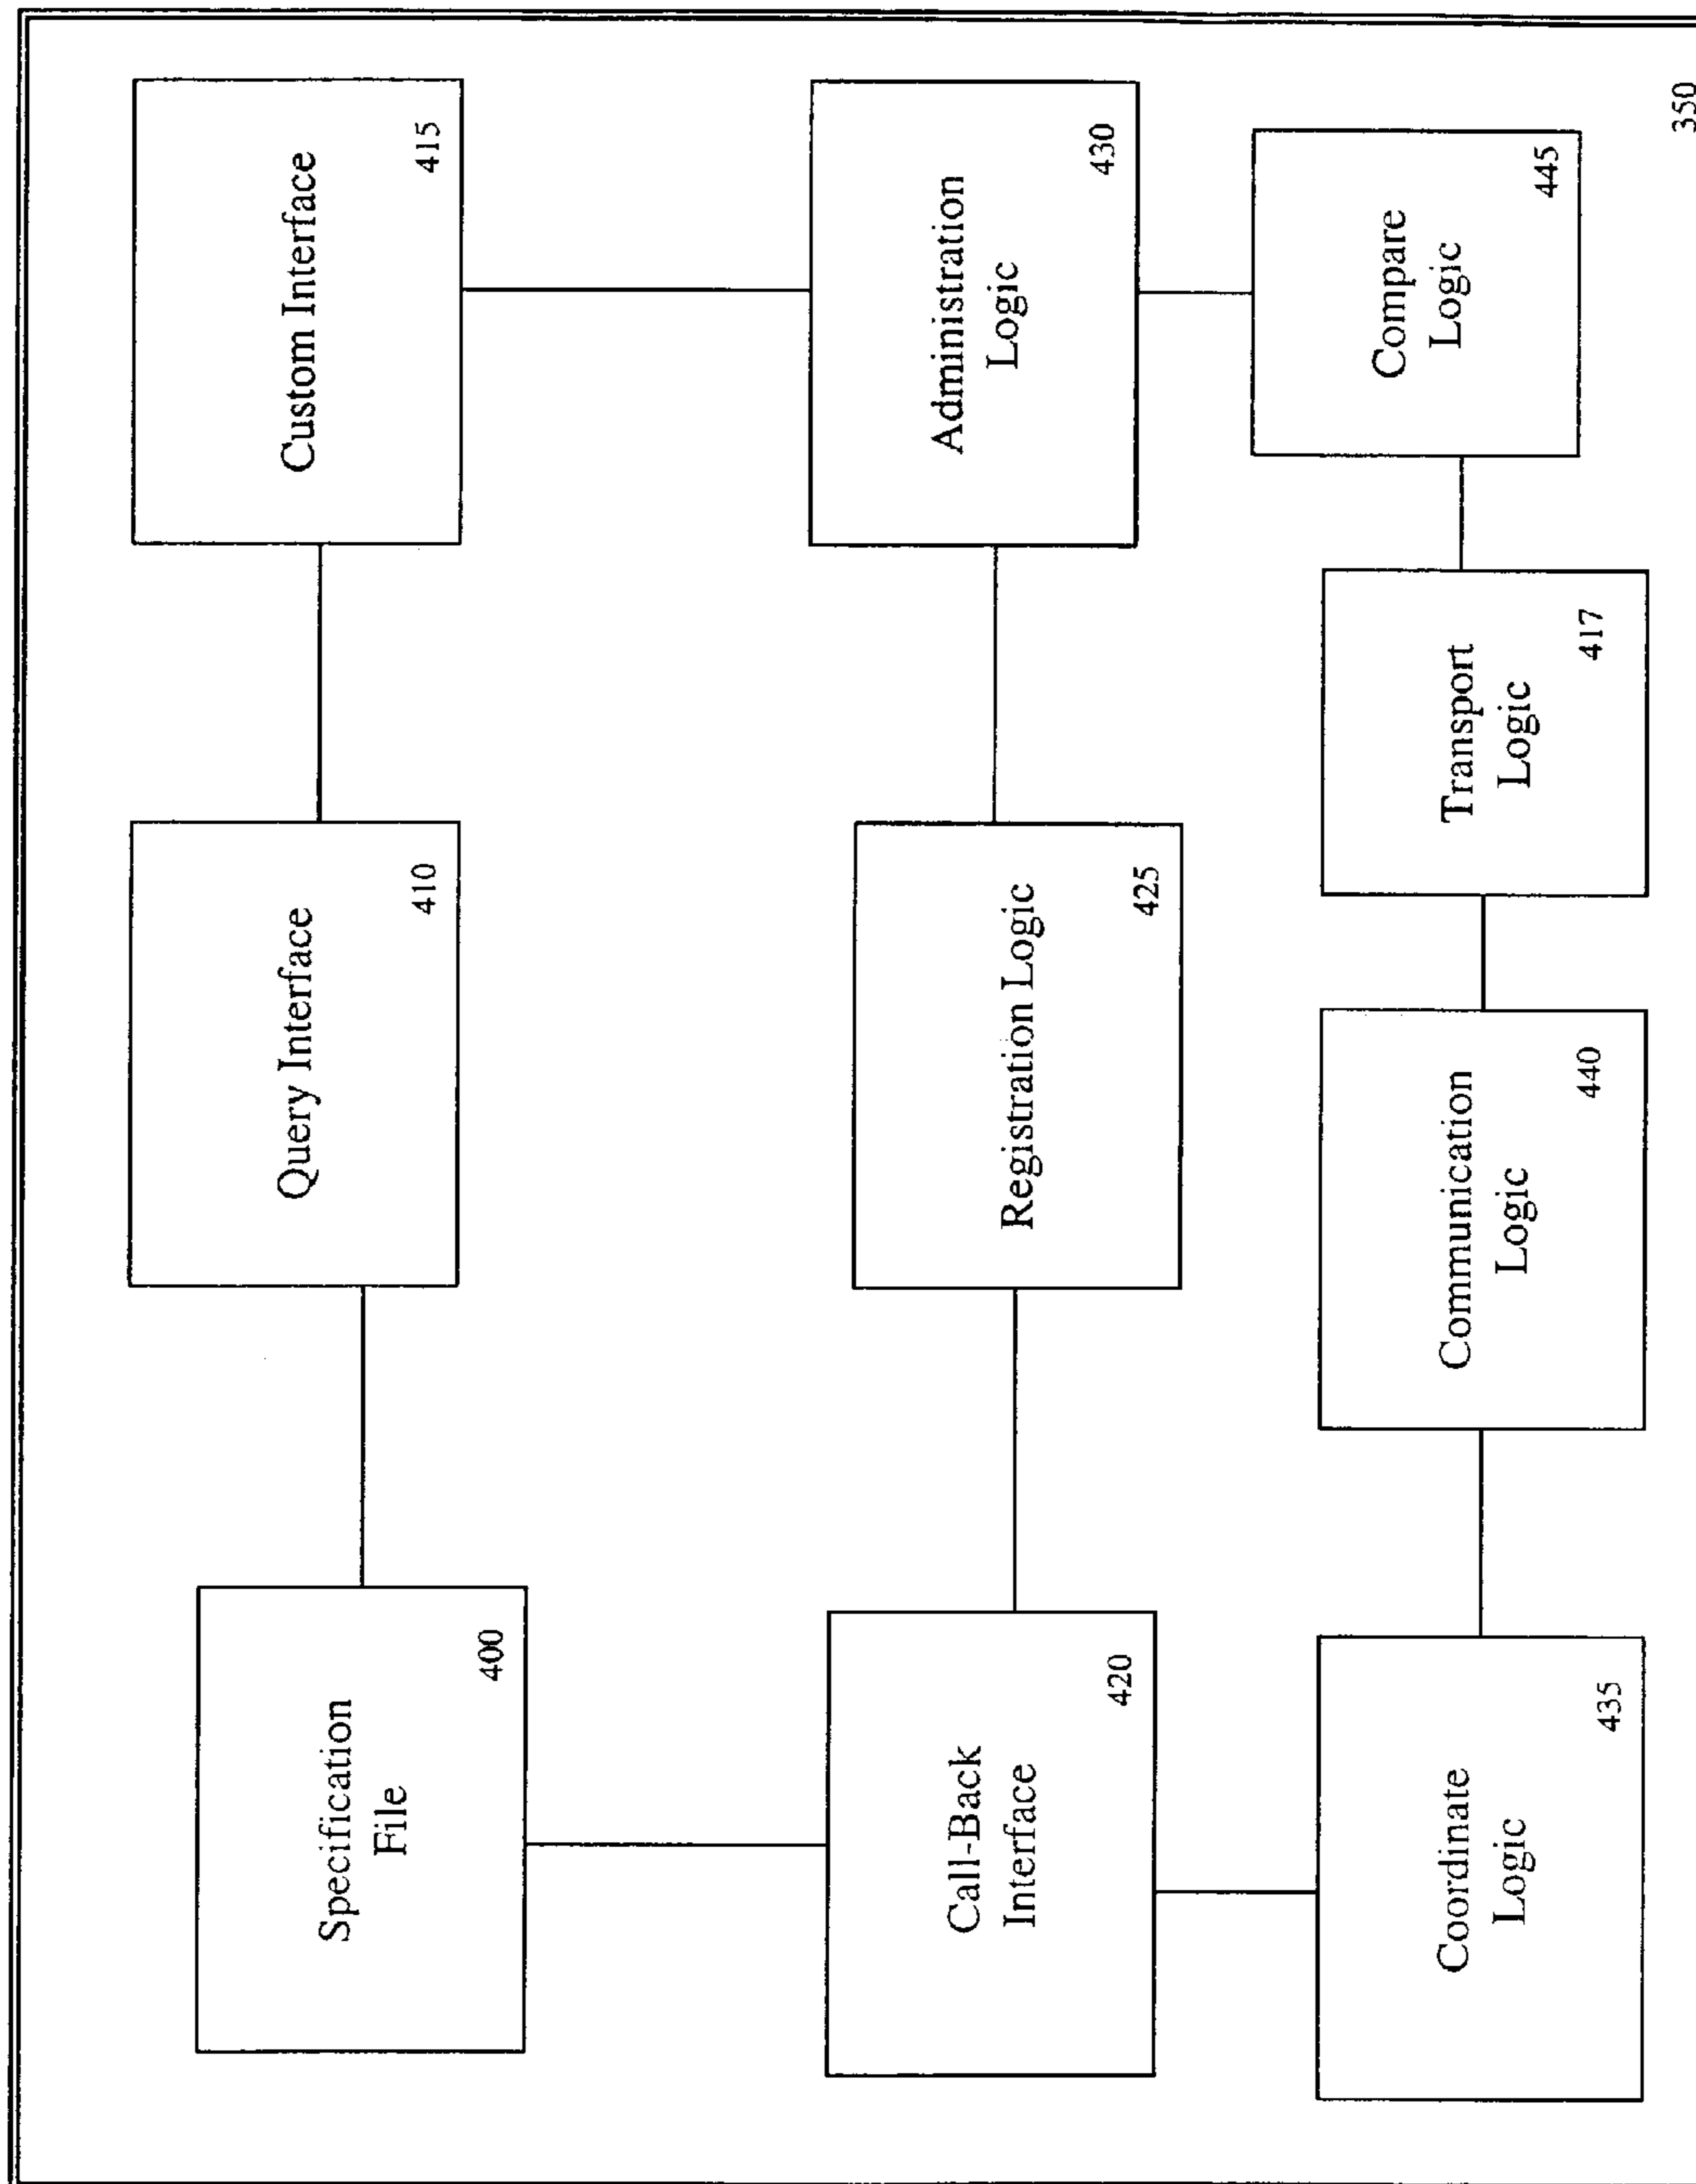 Specification
File
400
Query Interface
410
Custom Interface
415
Call-Back
Interface
420
Registration Logic
425
Administration
Logic
430
Coordinate
Logic
435
Communication
Logic
440
Transport
Logic
417
Compare
Logic
445
350